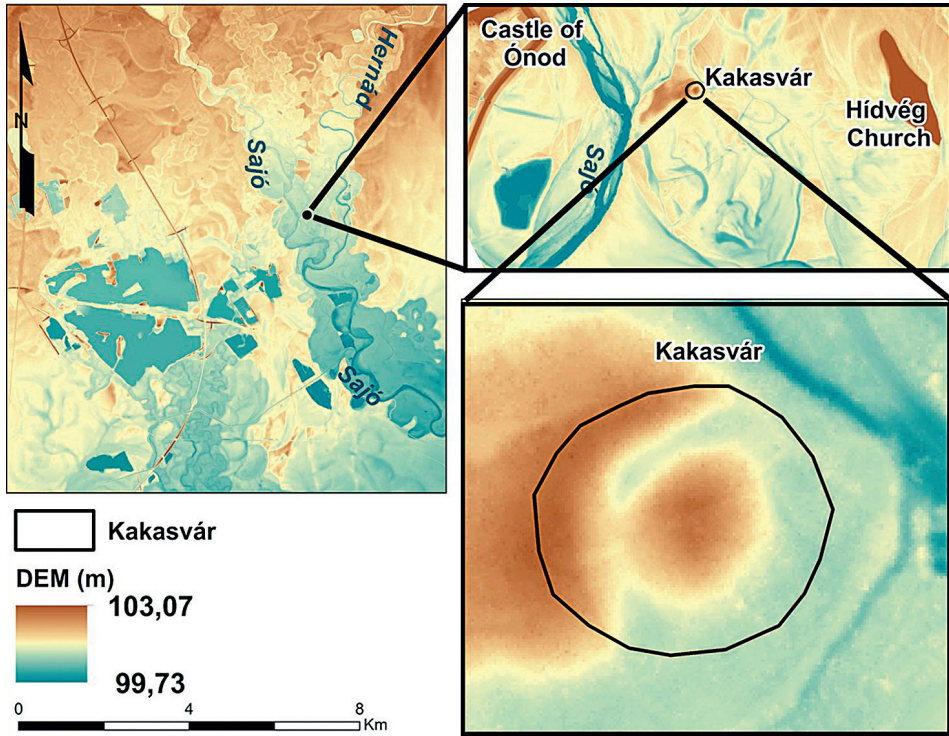 N
Hernád
Sajó
Sajó
Castle of
Ónod
Kakasvár
Hídvég
Church
Sajó
Kakasvár
Kakasvár
DEM (m)
103,07
99,73
0
8
Km